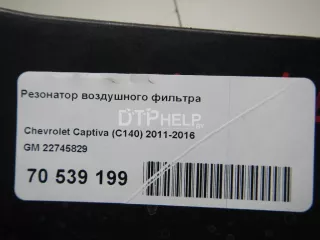 Резонатор воздушного фильтра
DTPHELP
Chevrolet Captiva (C140) 2011-2016
GM 22745829
70 539 199